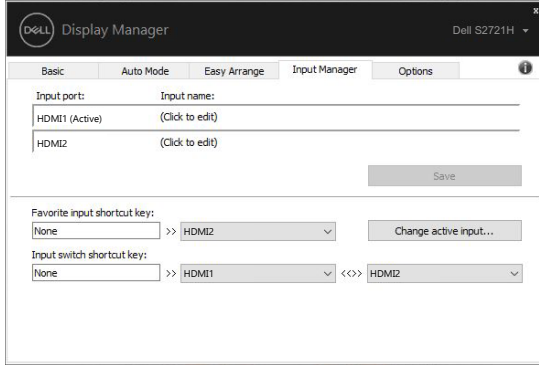 DELL Display Manager
x
Dell S2721H
Basic Auto Mode Easy Arrange Input Manager Options i
Input port: Input name:
HDMI1 (Active) (Click to edit)
HDMI2 (Click to edit)
Save
Favorite input shortcut key:
None >> HDMI2 Change active input...
Input switch shortcut key:
None >> HDMI1 <<>> HDMI2